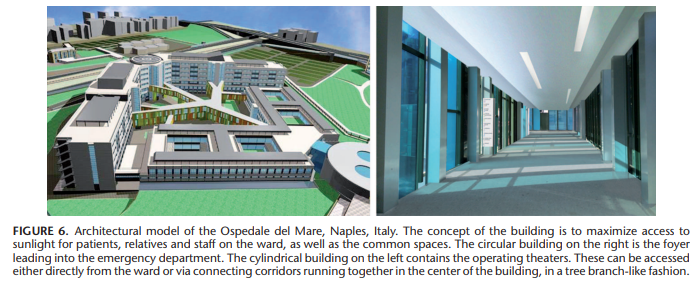 FIGURE 6. Architectural model of the Ospedale del Mare, Naples, Italy. The concept of the building is to maximize access to
sunlight for patients, relatives and staff on the ward, as well as the common spaces. The circular building on the right is the foyer
leading into the emergency department. The cylindrical building on the left contains the operating theaters. These can be accessed
either directly from the ward or via connecting corridors running together in the center of the building, in a tree branch-like fashion.